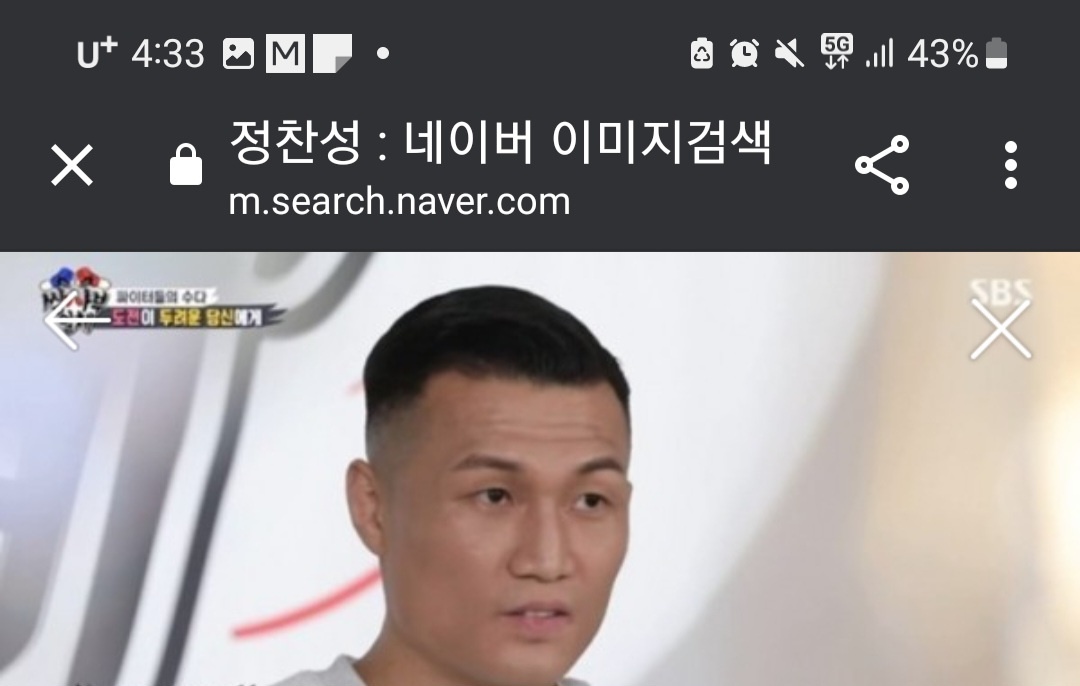 U+ 4:33 M 5G 43%
정찬성 : 네이버 이미지검색
m.search.naver.com
싸이터들의 수다
SBS
도전이 두려운 당신에게